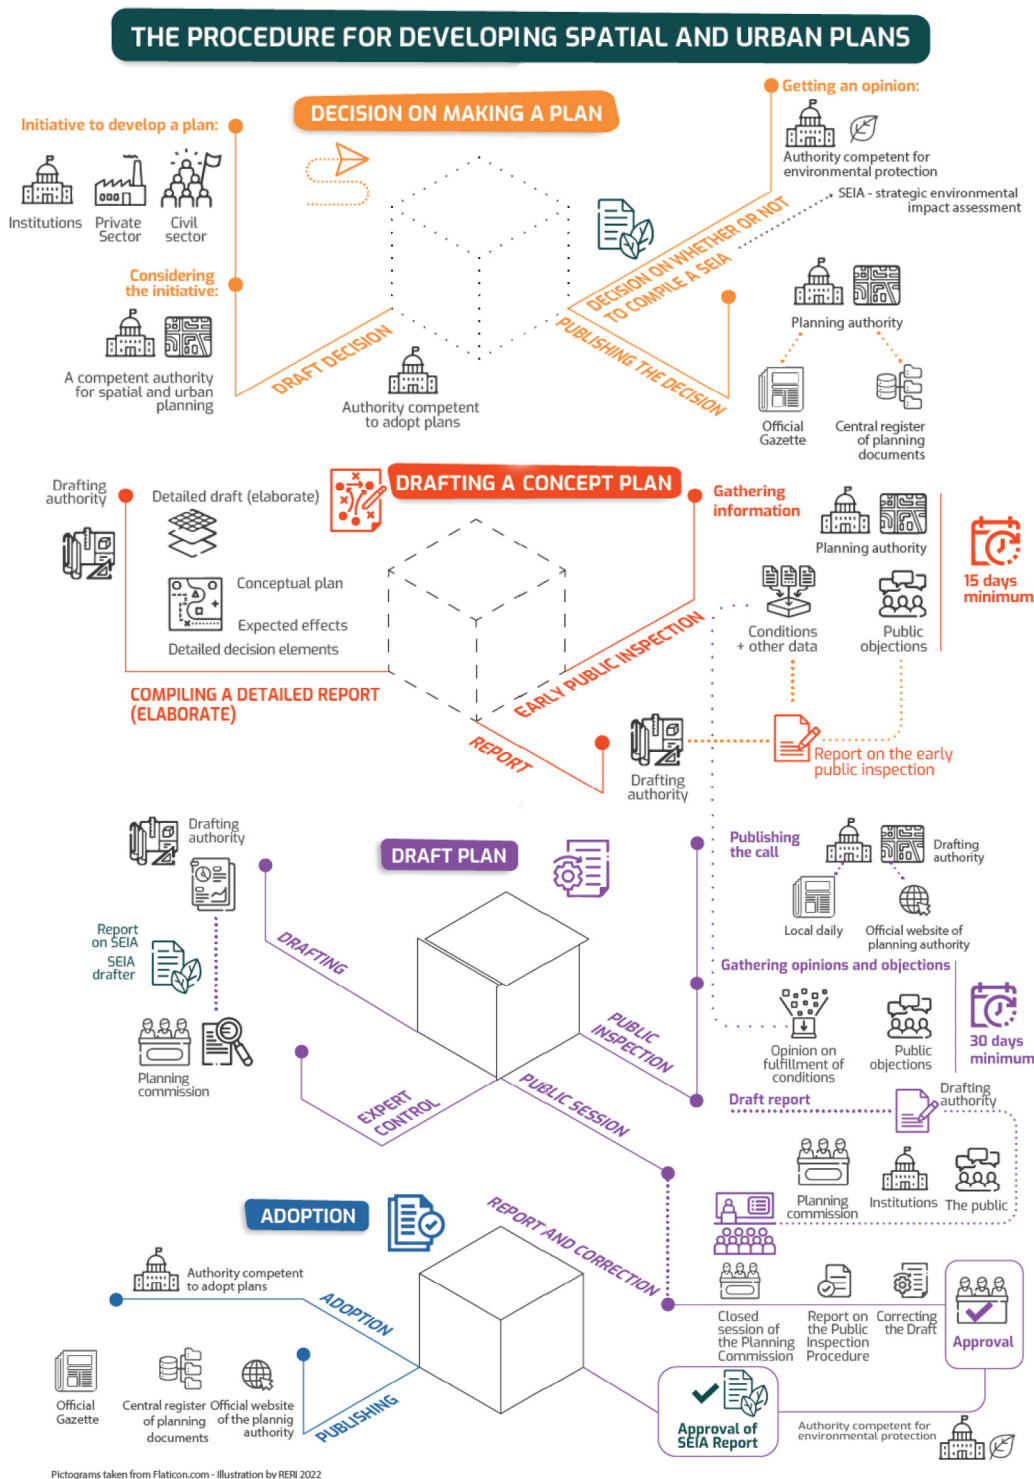 THE PROCEDURE FOR DEVELOPING SPATIAL AND URBAN PLANS
DECISION ON MAKING A PLAN
Initiative to develop a plan:
Institutions
Private
Sector
Civil
sector
Considering
the initiative:
A competent authority
for spatial and urban
planning
DRAFT DECISION
Authority competent
to adopt plans
Getting an opinion:
Authority competent for
environmental protection
SEIA - strategic environmental
impact assessment
DECISION ON WHETHER OR NOT
TO COMPILE A SEIA
PUBLISHING THE DECISION
Planning authority
Official
Gazette
Central register
of planning
documents
DRAFTING A CONCEPT PLAN
Drafting
authority
Detailed draft (elaborate)
Conceptual plan
Expected effects
Detailed decision elements
COMPILING A DETAILED REPORT
(ELABORATE)
Gathering
information
Planning authority
15 days
minimum
Conditions
+ other data
Public
objections
EARLY PUBLIC INSPECTION
REPORT
Drafting
authority
Report on the early
public inspection
DRAFT PLAN
Drafting
authority
Report
on SEIA
SEIA
drafter
Planning
commission
DRAFTING
EXPERT
CONTROL
PUBLIC
INSPECTION
PUBLIC SESSION
Publishing
the call
Drafting
authority
Local daily
Official website of
planning authority
Gathering opinions and objections
30 days
minimum
Opinion on
fulfillment of
conditions
Public
objections
Draft report
Drafting
authority
Planning
commission
Institutions
The public
REPORT AND CORRECTION
Closed
session of
the Planning
Commission
Report on
the Public
Inspection
Procedure
Correcting
the Draft
Approval
Approval of
SEIA Report
Authority competent for
environmental protection
ADOPTION
Authority competent
to adopt plans
ADOPTION
PUBLISHING
Official
Gazette
Central register
of planning
documents
Official website
of the plannig
authority
Pictograms taken from Flaticon.com - Illustration by RERI 2022